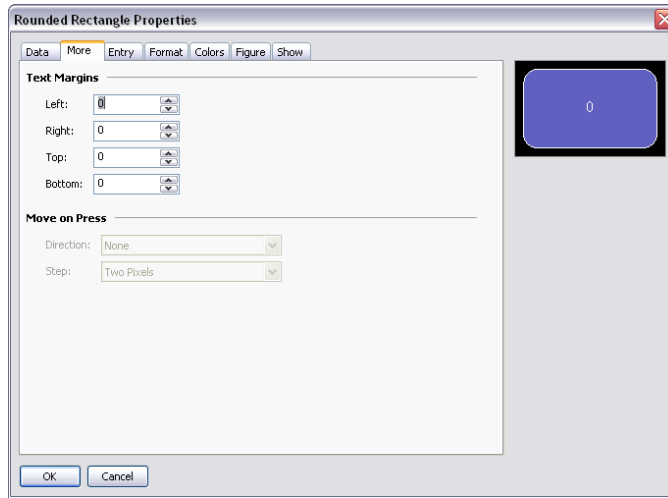 Rounded Rectangle Properties
Data More Entry Format Colors Figure Show
Text Margins
Left: 0
Right: 0
Top: 0
Bottom: 0
0
Move on Press
Direction: None
Step: Two Pixels
OK Cancel